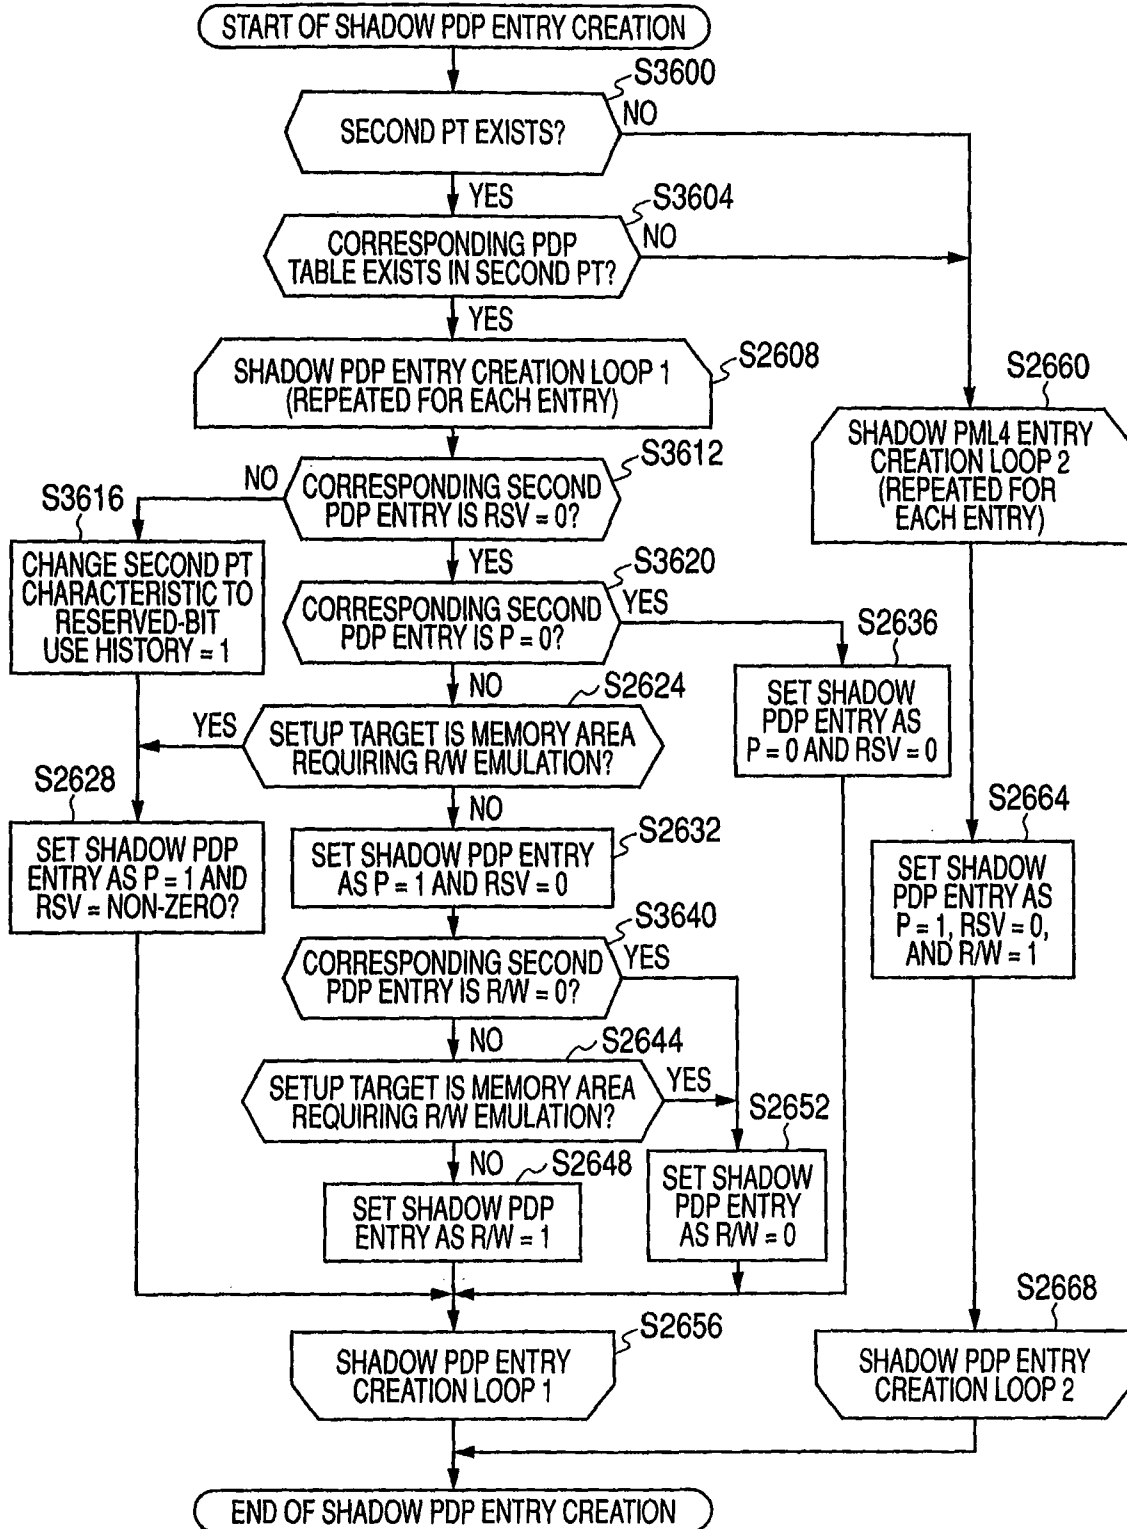 START OF SHADOW PDP ENTRY CREATION
S3600
SECOND PT EXISTS?
NO
YES
S3604
CORRESPONDING PDP
TABLE EXISTS IN SECOND PT?
NO
YES
S2608
SHADOW PDP ENTRY CREATION LOOP 1
(REPEATED FOR EACH ENTRY)
S2660
SHADOW PML4 ENTRY
CREATION LOOP 2
(REPEATED FOR
EACH ENTRY)
S3612
CORRESPONDING SECOND
PDP ENTRY IS RSV = 0?
NO
YES
S3616
CHANGE SECOND PT
CHARACTERISTIC TO
RESERVED-BIT
USE HISTORY = 1
S3620
CORRESPONDING SECOND
PDP ENTRY IS P = 0?
YES
NO
S2636
SET SHADOW
PDP ENTRY AS
P = 0 AND RSV = 0
S2624
SETUP TARGET IS MEMORY AREA
REQUIRING R/W EMULATION?
YES
NO
S2628
SET SHADOW PDP
ENTRY AS P = 1 AND
RSV = NON-ZERO?
S2632
SET SHADOW PDP ENTRY
AS P = 1 AND RSV = 0
S2664
SET SHADOW
PDP ENTRY AS
P = 1, RSV = 0,
AND R/W = 1
S3640
CORRESPONDING SECOND
PDP ENTRY IS R/W = 0?
YES
NO
S2644
SETUP TARGET IS MEMORY AREA
REQUIRING R/W EMULATION?
YES
NO
S2648
SET SHADOW PDP
ENTRY AS R/W = 1
S2652
SET SHADOW
PDP ENTRY
AS R/W = 0
S2656
SHADOW PDP ENTRY
CREATION LOOP 1
S2668
SHADOW PDP ENTRY
CREATION LOOP 2
END OF SHADOW PDP ENTRY CREATION